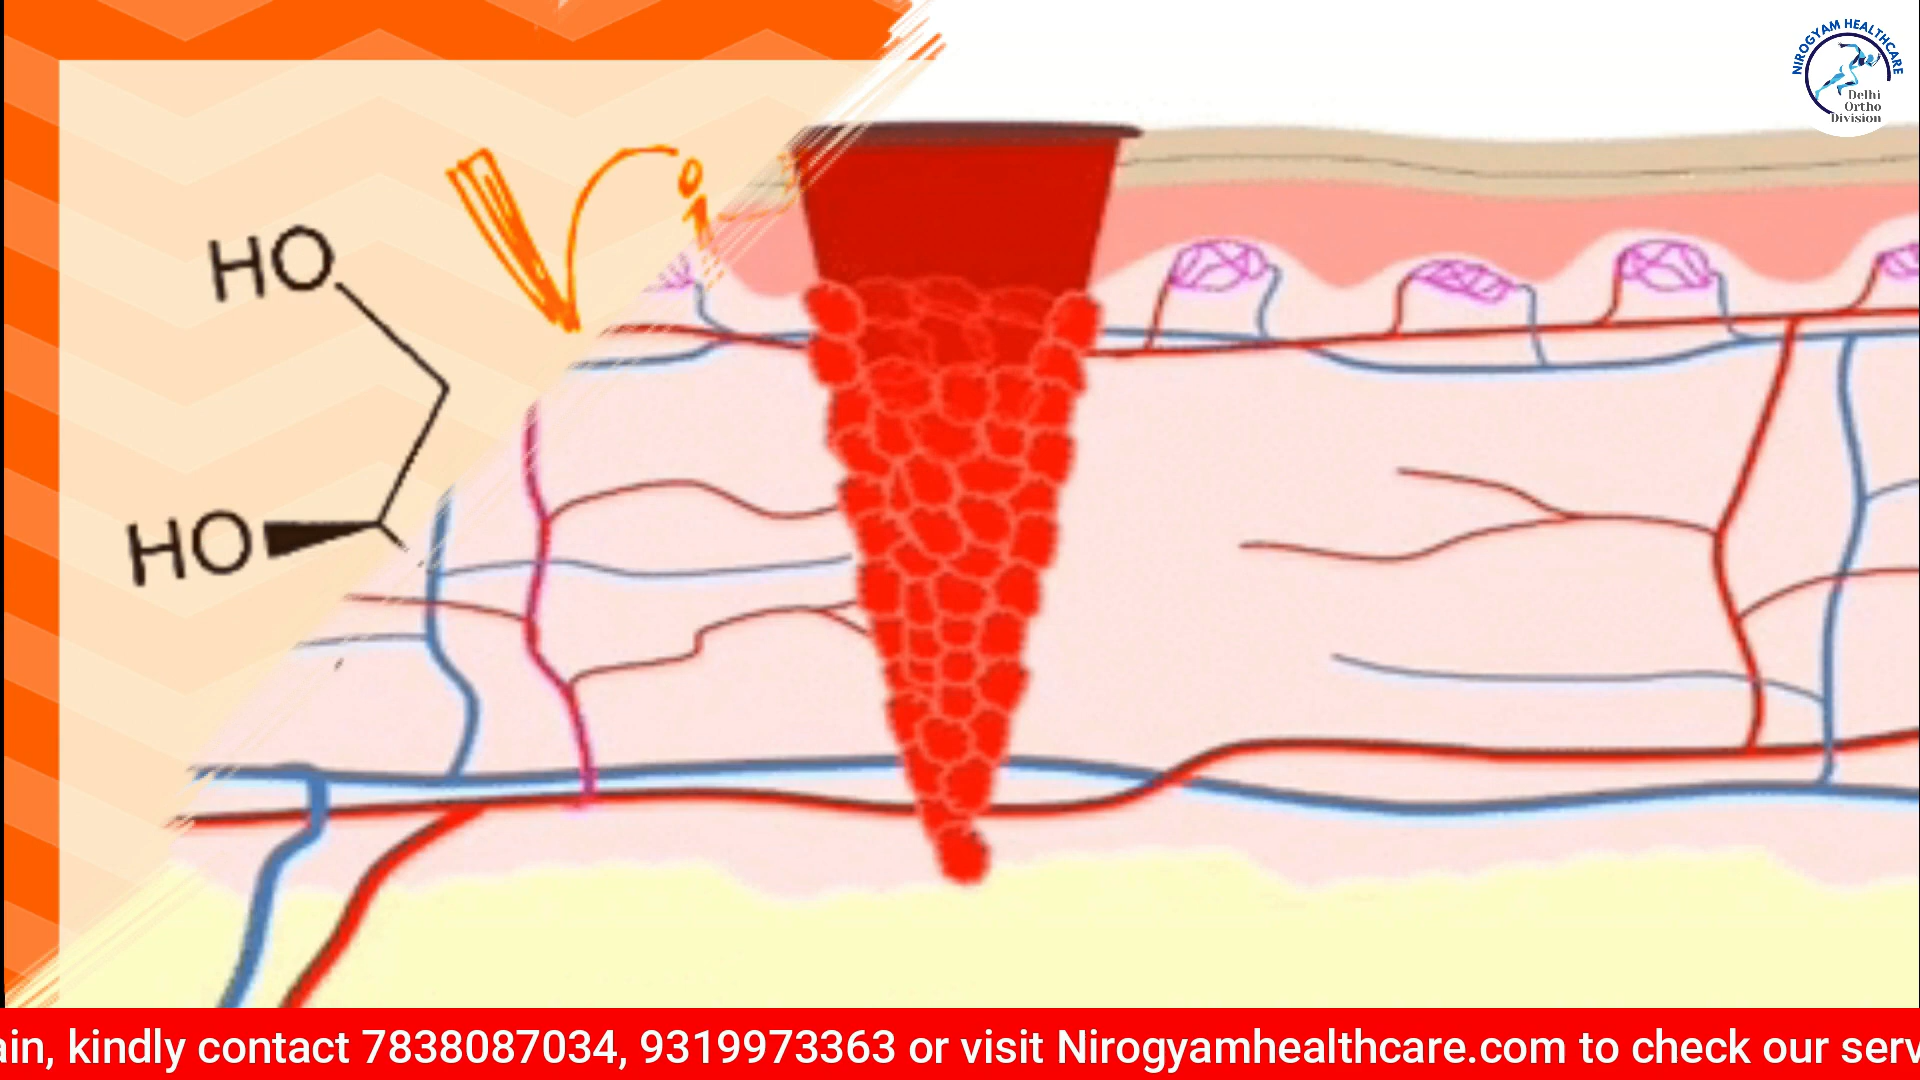 NIROGYAM HEALTHCARE
Delhi
Ortho
Division
Vi
HO
HO
ain, kindly contact 7838087034, 9319973363 or visit Nirogyamhealthcare.com to check our serv